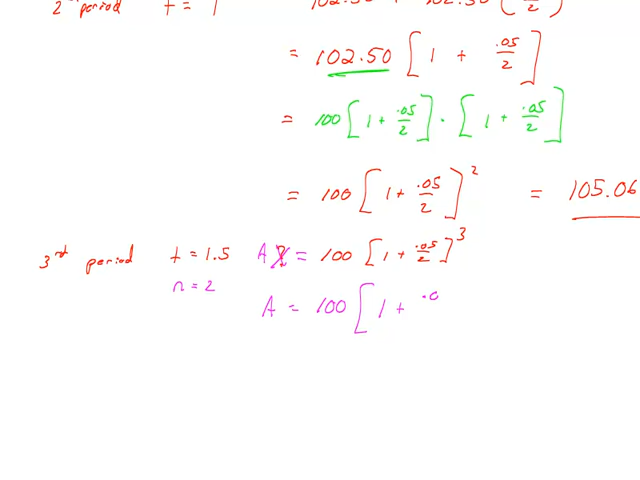 2nd period t = 1 102.50 + 102.50 ( /2 )
= 102.50 [ 1 + .05/2 ]
= 100 [ 1 + .05/2 ] · [ 1 + .05/2 ]
= 100 [ 1 + .05/2 ]^2 = 105.06
3rd period t = 1.5 A = 100 [ 1 + .05/2 ]^3
n = 2
A = 100 [ 1 + .0